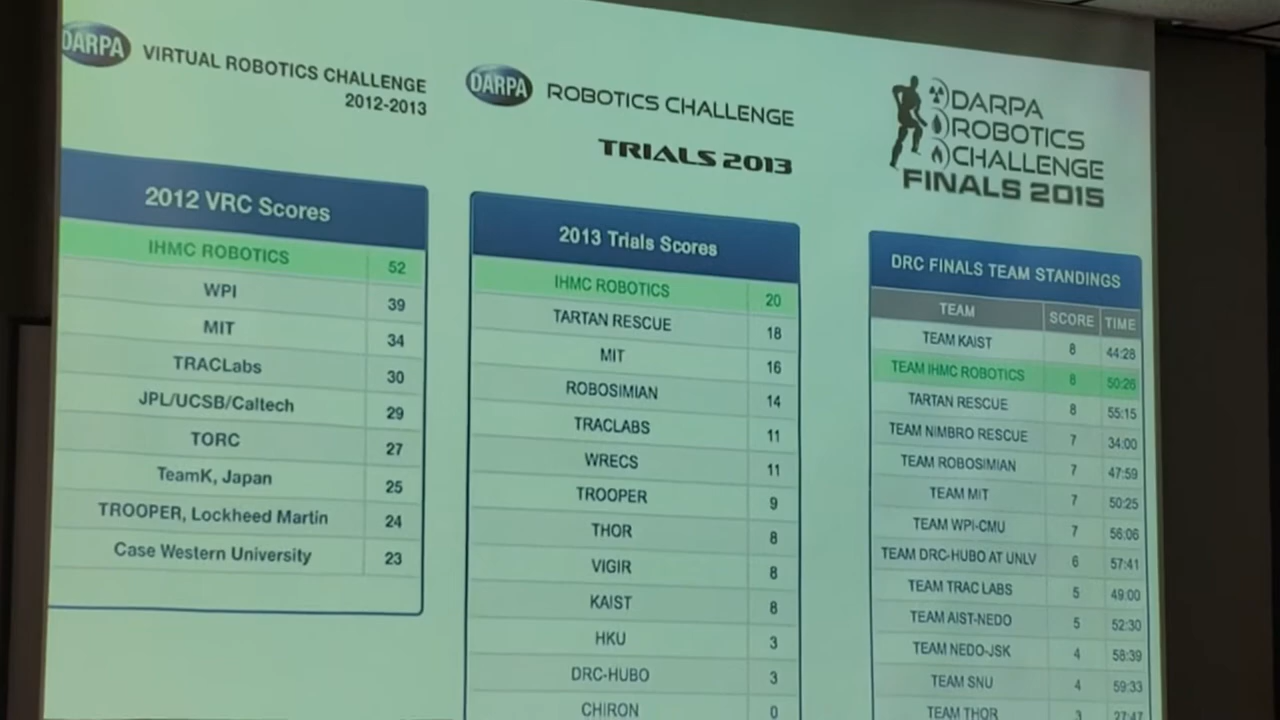 DARPA
VIRTUAL ROBOTICS CHALLENGE
2012-2013
2012 VRC Scores
IHMC ROBOTICS 52
WPI 39
MIT 34
TRACLabs 30
JPL/UCSB/Caltech 29
TORC 27
TeamK, Japan 25
TROOPER, Lockheed Martin 24
Case Western University 23
DARPA
ROBOTICS CHALLENGE
TRIALS 2013
2013 Trials Scores
IHMC ROBOTICS 20
TARTAN RESCUE 18
MIT 16
ROBOSIMIAN 14
TRACLABS 11
WRECS 11
TROOPER 9
THOR 8
VIGIR 8
KAIST 8
HKU 3
DRC-HUBO 3
CHIRON 0
DARPA
ROBOTICS
CHALLENGE
FINALS 2015
DRC FINALS TEAM STANDINGS
TEAM SCORE TIME
TEAM KAIST 8 44:28
TEAM IHMC ROBOTICS 8 50:26
TARTAN RESCUE 8 55:15
TEAM NIMBRO RESCUE 7 34:00
TEAM ROBOSIMIAN 7 47:59
TEAM MIT 7 50:25
TEAM WPI-CMU 7 56:06
TEAM DRC-HUBO AT UNLV 6 57:41
TEAM TRAC LABS 5 49:00
TEAM AIST-NEDO 5 52:30
TEAM NEDO-JSK 4 58:39
TEAM SNU 4 59:33
TEAM THOR 3 27:47